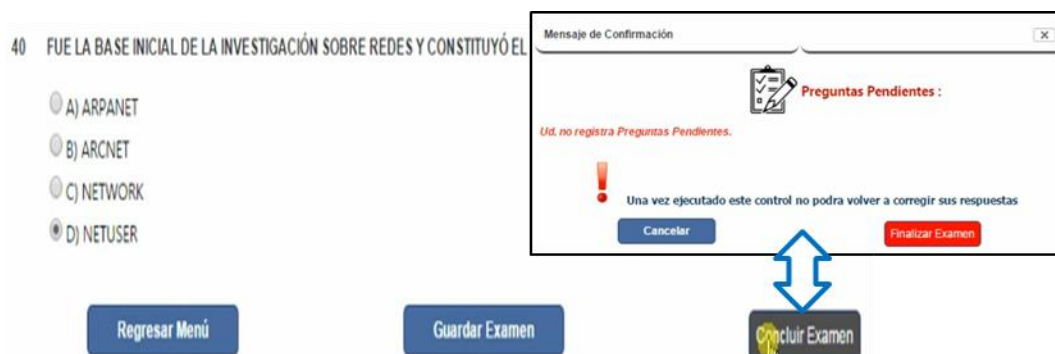 40 FUE LA BASE INICIAL DE LA INVESTIGACIÓN SOBRE REDES Y CONSTITUYÓ EL
A) ARPANET
B) ARCNET
C) NETWORK
D) NETUSER
Regresar Menú
Guardar Examen
Concluir Examen
Mensaje de Confirmación
Preguntas Pendientes :
Ud. no registra Preguntas Pendientes.
Una vez ejecutado este control no podra volver a corregir sus respuestas
Cancelar
Finalizar Examen